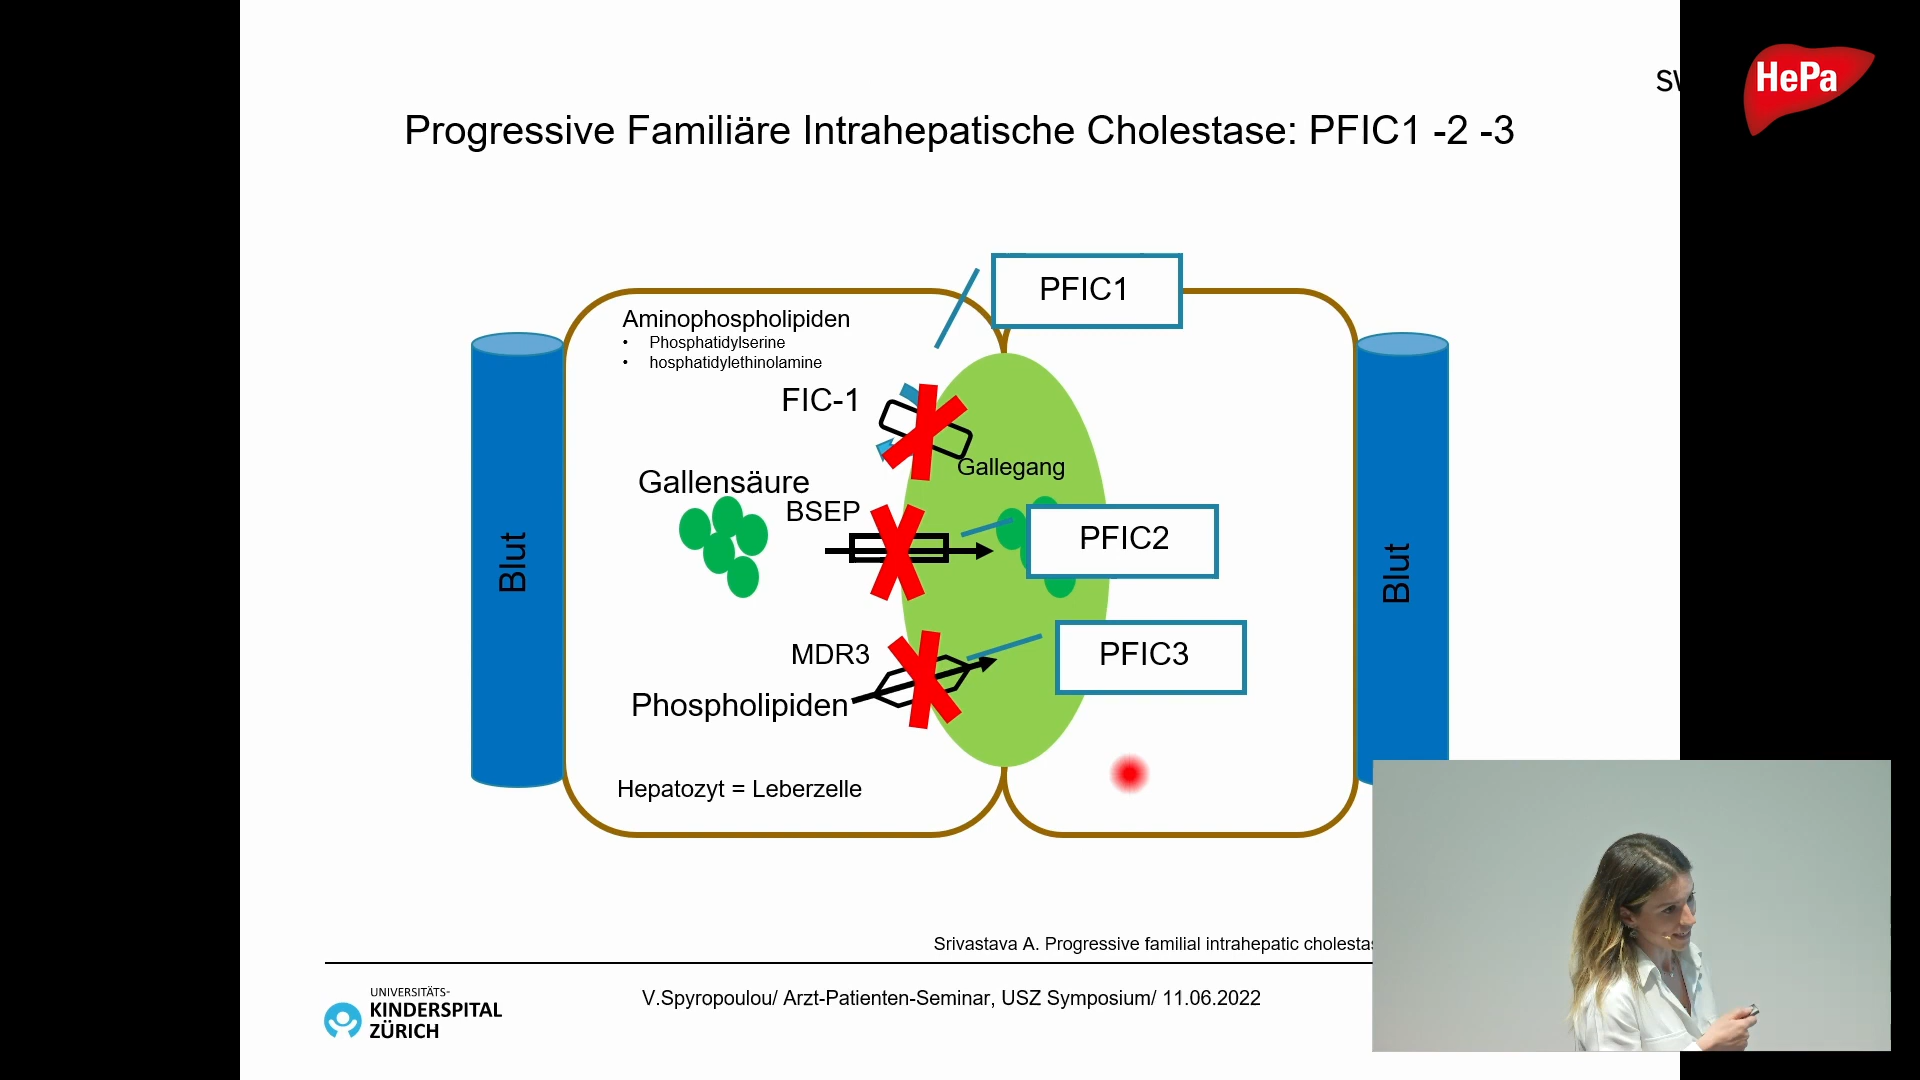 SW
HePa
Progressive Familiäre Intrahepatische Cholestase: PFIC1 -2 -3
PFIC1
Aminophospholipiden
• Phosphatidylserine
• hosphatidylethinolamine
FIC-1
Gallegang
Gallensäure
BSEP
PFIC2
Blut
Blut
MDR3
PFIC3
Phospholipiden
Hepatozyt = Leberzelle
Srivastava A. Progressive familial intrahepatic
UNIVERSITÄTS-
KINDERSPITAL
ZÜRICH
V.Spyropoulou/ Arzt-Patienten-Seminar, USZ Symposium/ 11.06.2022